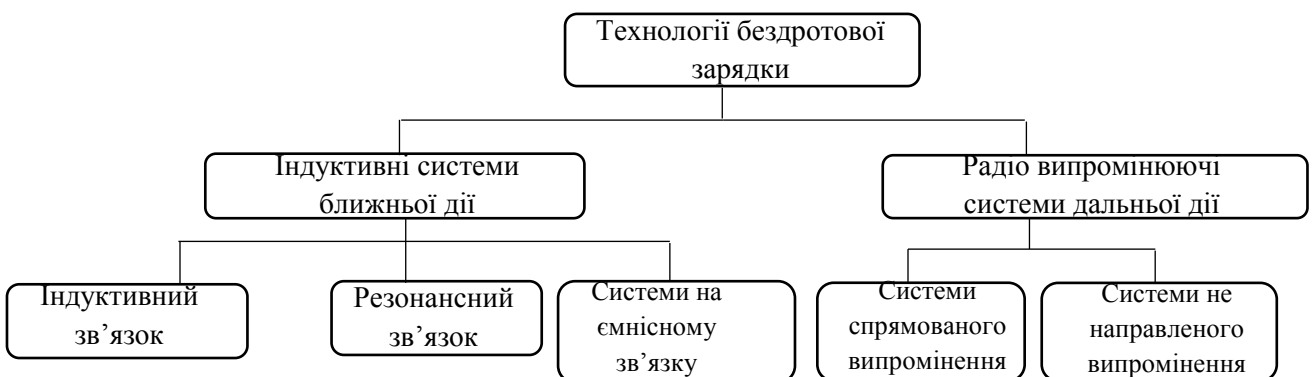 Технології бездротової
зарядки
Індуктивні системи
ближньої дії
Радіо випромінюючі
системи дальньої дії
Індуктивний
зв’язок
Резонансний
зв’язок
Системи на
ємнісному
зв’язку
Системи
спрямованого
випромінення
Системи не
направленого
випромінення